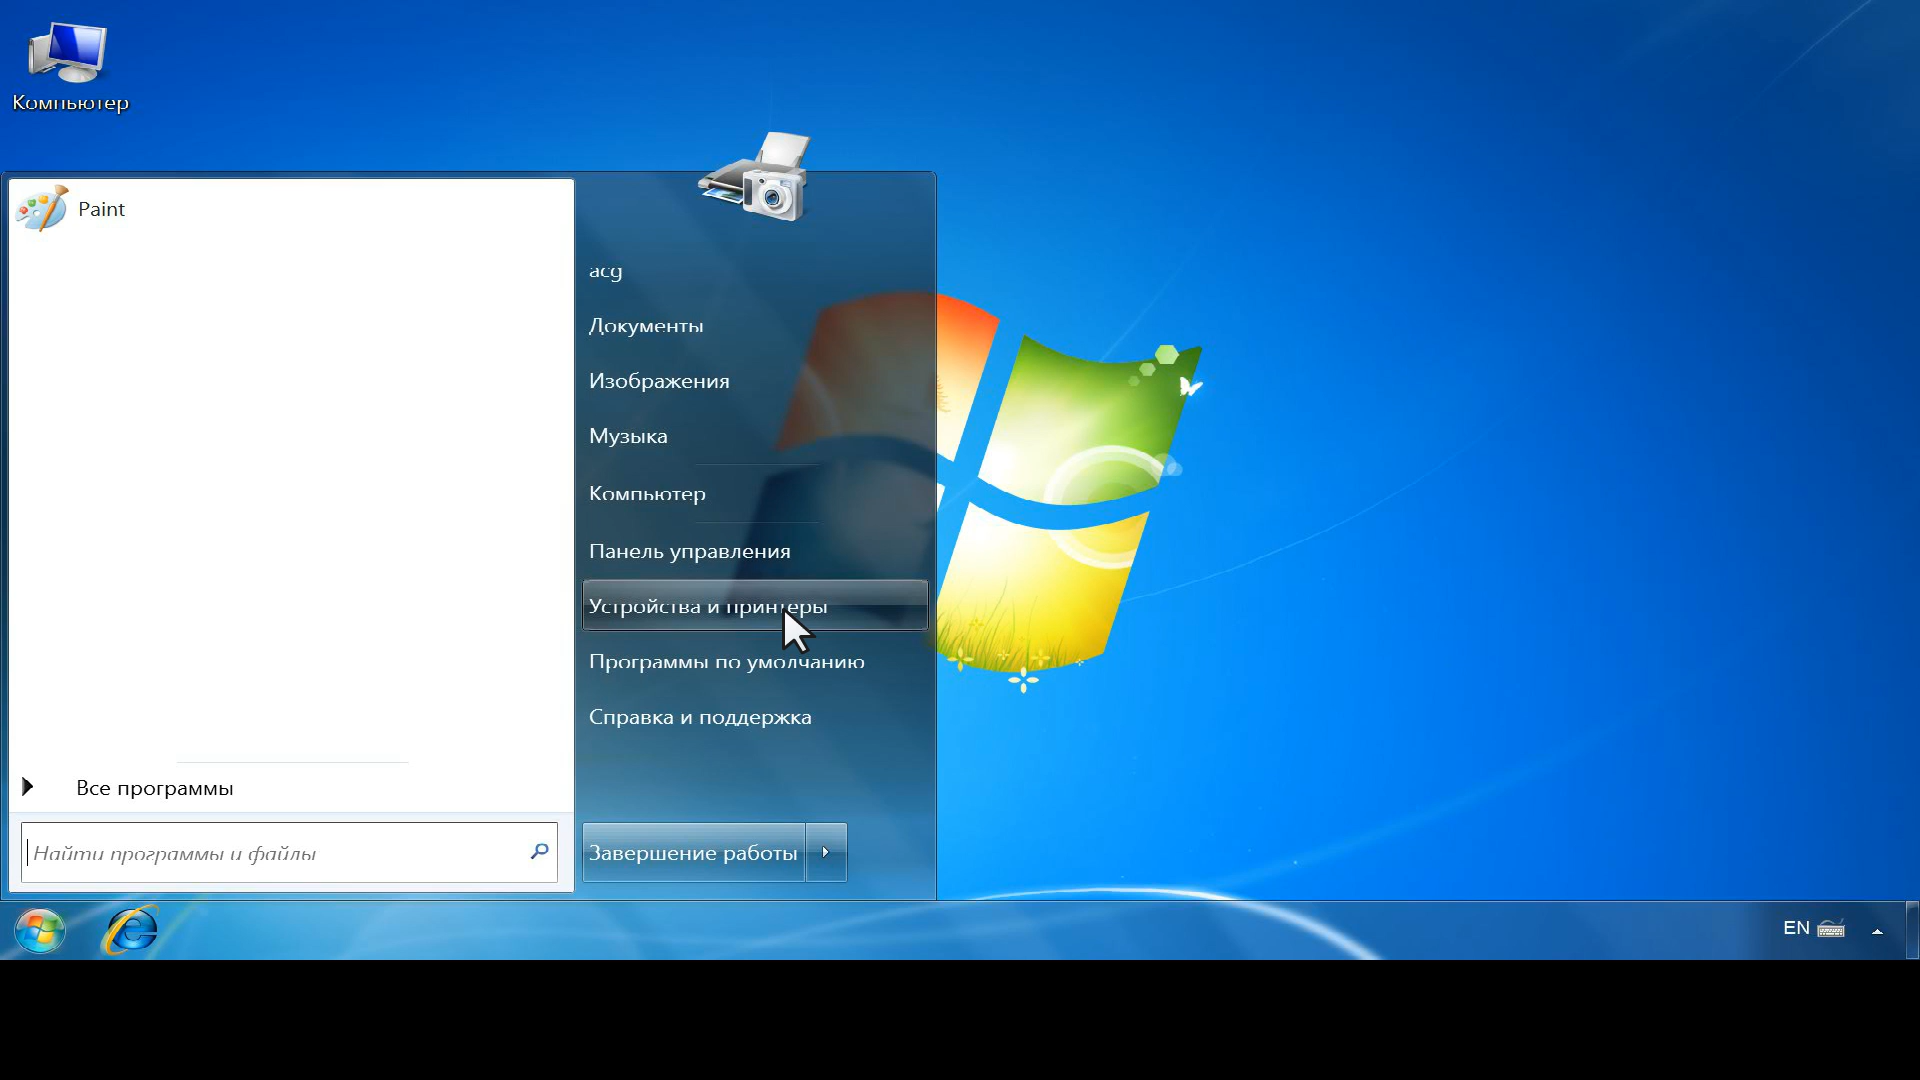 Компьютер
Paint
acg
Документы
Изображения
Музыка
Компьютер
Панель управления
Устройства и принтеры
Программы по умолчанию
Справка и поддержка
Все программы
Найти программы и файлы
Завершение работы
EN